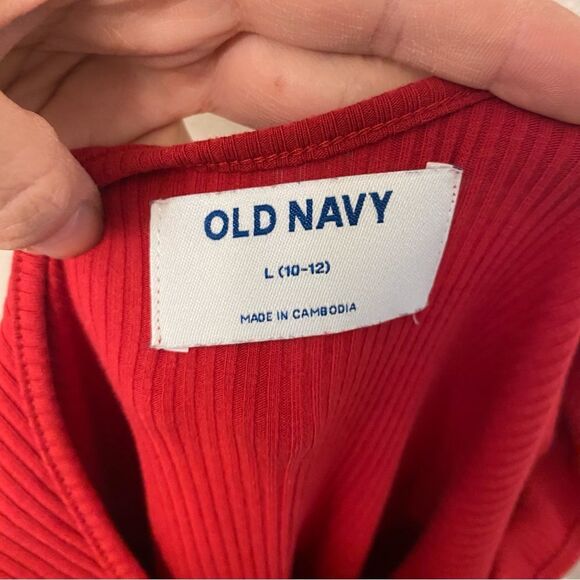 OLD NAVY
L (10-12)
MADE IN CAMBODIA